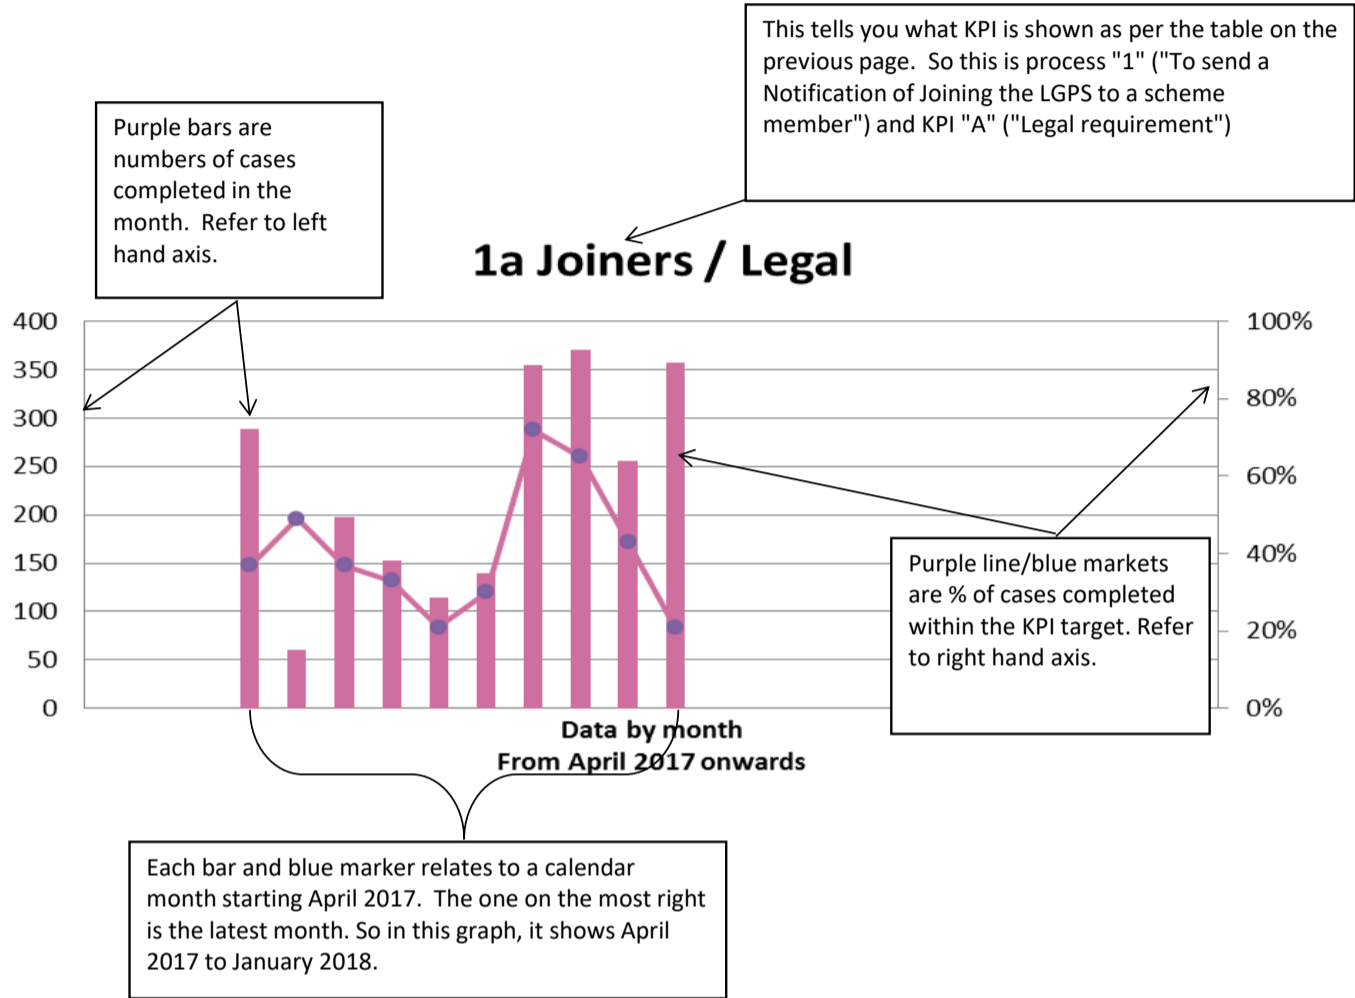 This tells you what KPI is shown as per the table on the
previous page.  So this is process "1" ("To send a
Notification of Joining the LGPS to a scheme
member") and KPI "A" ("Legal requirement")
Purple bars are
numbers of cases
completed in the
month.  Refer to left
hand axis.
1a Joiners / Legal
400
350
300
250
200
150
100
50
0
100%
80%
60%
40%
20%
0%
Purple line/blue markets
are % of cases completed
within the KPI target. Refer
to right hand axis.
Data by month
From April 2017 onwards
Each bar and blue marker relates to a calendar
month starting April 2017.  The one on the most right
is the latest month. So in this graph, it shows April
2017 to January 2018.